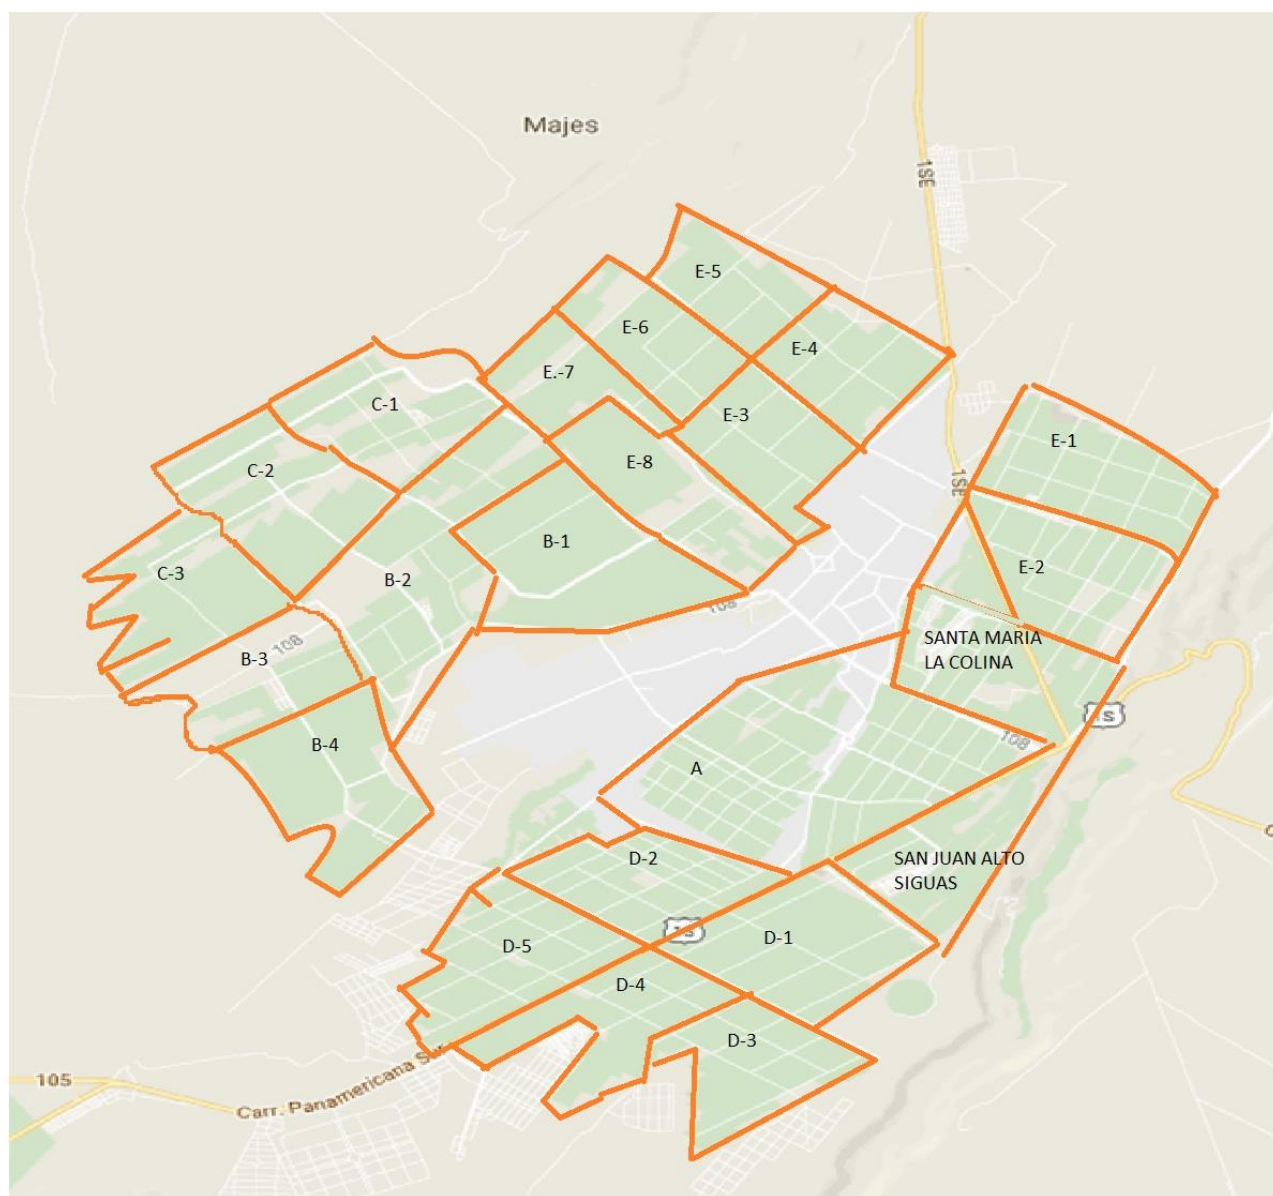 Majes
1SE
E-5
E-6
E-4
E.-7
C-1
E-3
E-1
C-2
E-8
1SE
B-1
E-2
C-3
B-2
108
SANTA MARIA
LA COLINA
108
B-3
1S
B-4
108
A
D-2
SAN JUAN ALTO
SIGUAS
1S
D-1
D-5
D-4
D-3
105
Carr. Panamericana Sur